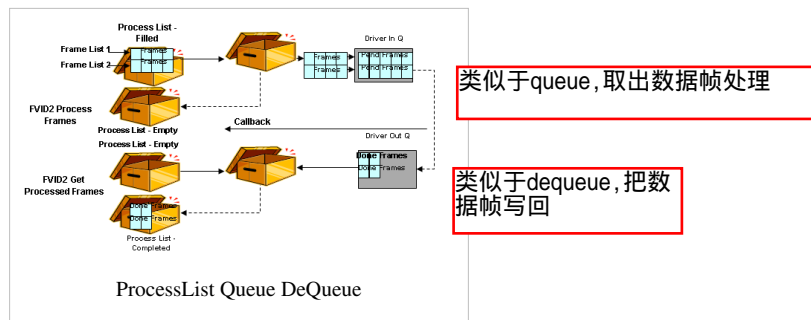 Process List -
Filled
Frame List 1
Frame List 2
Frames
Frames
Frames
Frames
Driver In Q
Pend Frames
Pend Frames
类似于queue,取出数据帧处理
FVID2 Process
Frames
Process List - Empty
Callback
Process List - Empty
Driver Out Q
FVID2 Get
Processed Frames
Done Frames
Done Frames
类似于dequeue,把数
据帧写回
Done Frames
Done Frames
Process List -
Completed
ProcessList Queue DeQueue